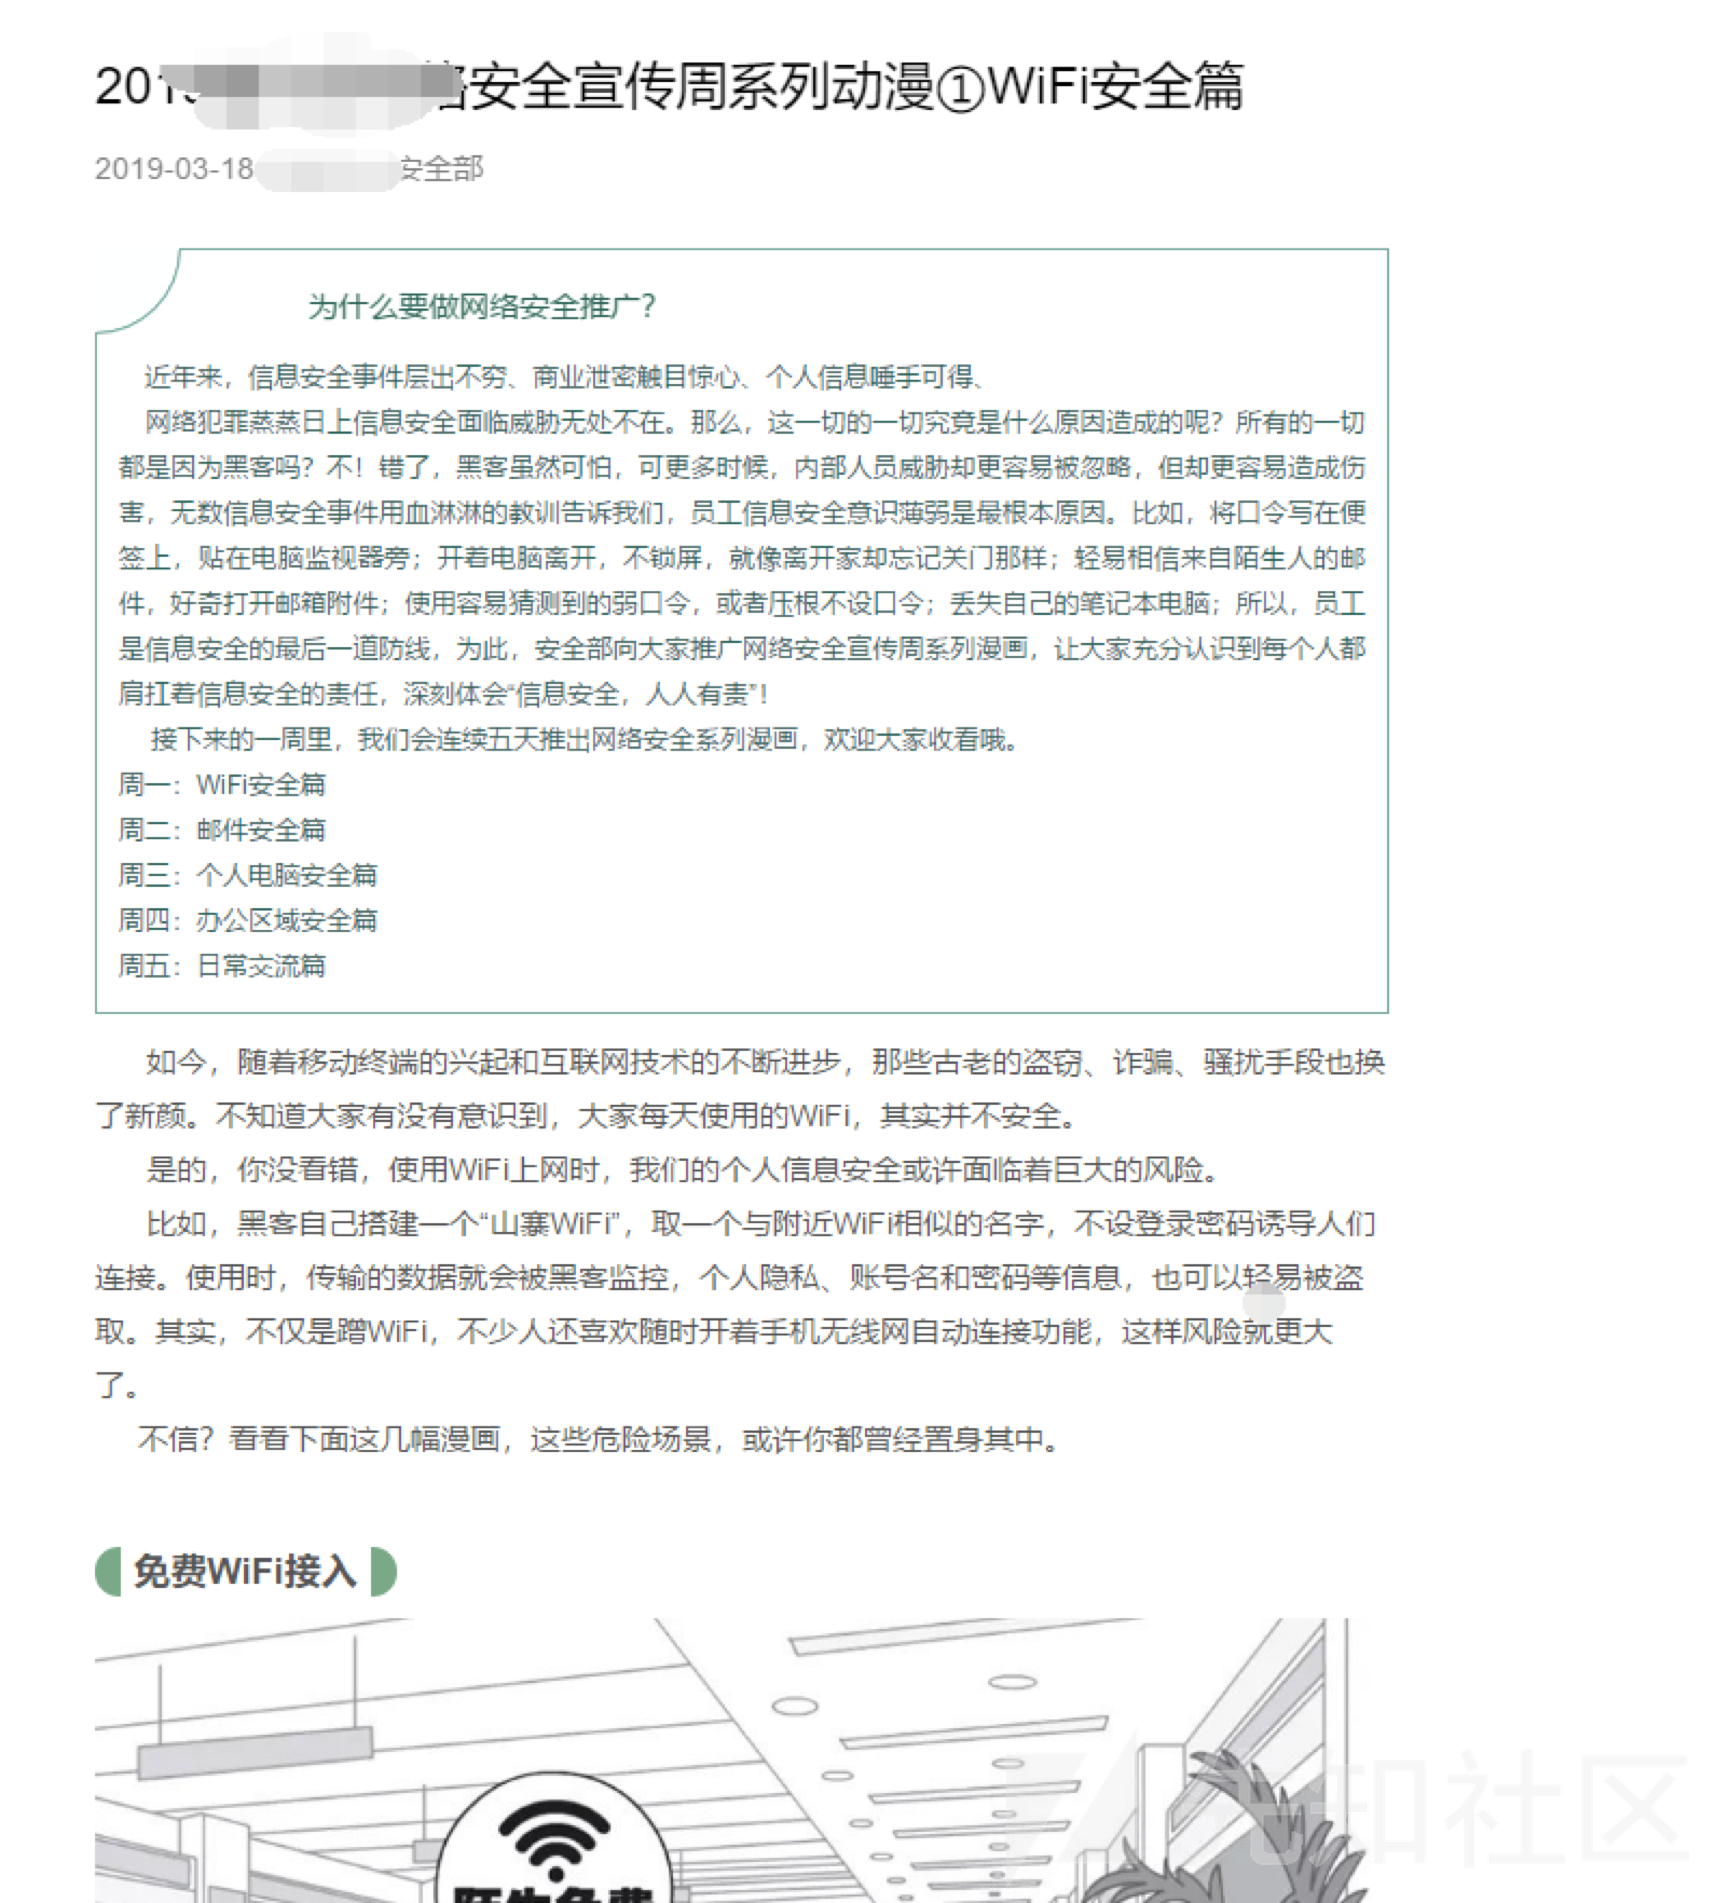 201
安全宣传周系列动漫①WiFi安全篇
2019-03-18
安全部
为什么要做网络安全推广？
近年来，信息安全事件层出不穷、商业泄密触目惊心、个人信息唾手可得、
网络犯罪蒸蒸日上信息安全面临威胁无处不在。那么，这一切的一切究竟是什么原因造成的呢？所有的一切
都是因为黑客吗？不！错了，黑客虽然可怕，可更多时候，内部人员威胁却更容易被忽略，但却更容易造成伤
害，无数信息安全事件用血淋淋的教训告诉我们，员工信息安全意识薄弱是最根本原因。比如，将口令写在便
签上，贴在电脑监视器旁；开着电脑离开，不锁屏，就像离开家却忘记关门那样；轻易相信来自陌生人的邮
件，好奇打开邮箱附件；使用容易猜测到的弱口令，或者压根不设口令；丢失自己的笔记本电脑；所以，员工
是信息安全的最后一道防线，为此，安全部向大家推广网络安全宣传周系列漫画，让大家充分认识到每个人都
肩扛着信息安全的责任，深刻体会“信息安全，人人有责”！
接下来的一周里，我们会连续五天推出网络安全系列漫画，欢迎大家收看哦。
周一：WiFi安全篇
周二：邮件安全篇
周三：个人电脑安全篇
周四：办公区域安全篇
周五：日常交流篇
如今，随着移动终端的兴起和互联网技术的不断进步，那些古老的盗窃、诈骗、骚扰手段也换
了新颜。不知道大家有没有意识到，大家每天使用的WiFi，其实并不安全。
是的，你没看错，使用WiFi上网时，我们的个人信息安全或许面临着巨大的风险。
比如，黑客自己搭建一个“山寨WiFi”，取一个与附近WiFi相似的名字，不设登录密码诱导人们
连接。使用时，传输的数据就会被黑客监控，个人隐私、账号名和密码等信息，也可以轻易被盗
取。其实，不仅是蹭WiFi，不少人还喜欢随时开着手机无线网自动连接功能，这样风险就更大
了。
不信？看看下面这几幅漫画，这些危险场景，或许你都曾经置身其中。
免费WiFi接入
知社区